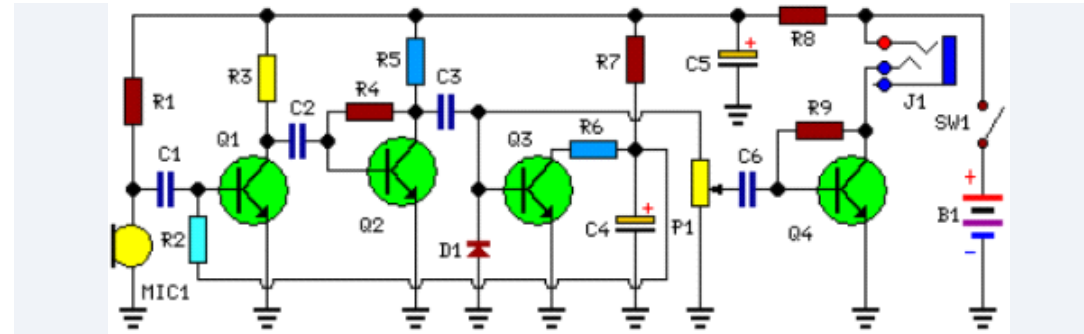 R1
MIC1
C1
R2
R3
Q1
C2
R4
Q2
R5
C3
D1
Q3
R6
R7
C4
+
C5
+
P1
C6
R8
R9
Q4
J1
SW1
+
B1
-